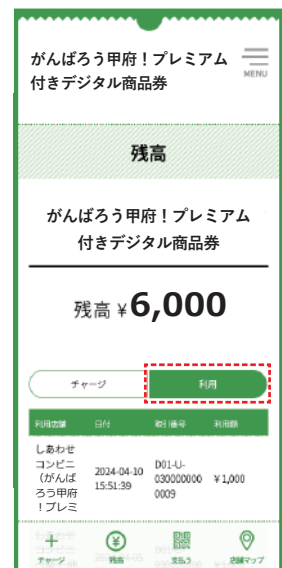 がんばろう甲府！プレミアム
付きデジタル商品券
MENU
残高
がんばろう甲府！プレミアム
付きデジタル商品券
残高 ¥6,000
チャージ 利用
利用店舗 日付 取引番号 利用額
しあわせ
コンビニ
（がんば
ろう甲府
！プレミ
2024-04-10
15:51:39
D01-U-
030000000
0009
¥1,000
チャージ 残高 支払う 店舗マップ